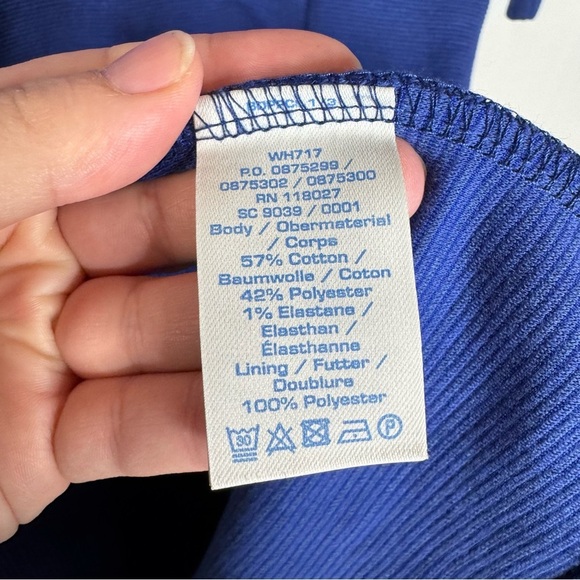 WH717
P.O. 0875299 /
0875302 / 0875300
RN 118027
SC 9039 / 0001
Body / Obermaterial
/ Corps
57% Cotton /
Baumwolle / Coton
42% Polyester
1% Elastane /
Elasthan /
Élasthanne
Lining / Futter /
Doublure
100% Polyester
30
P